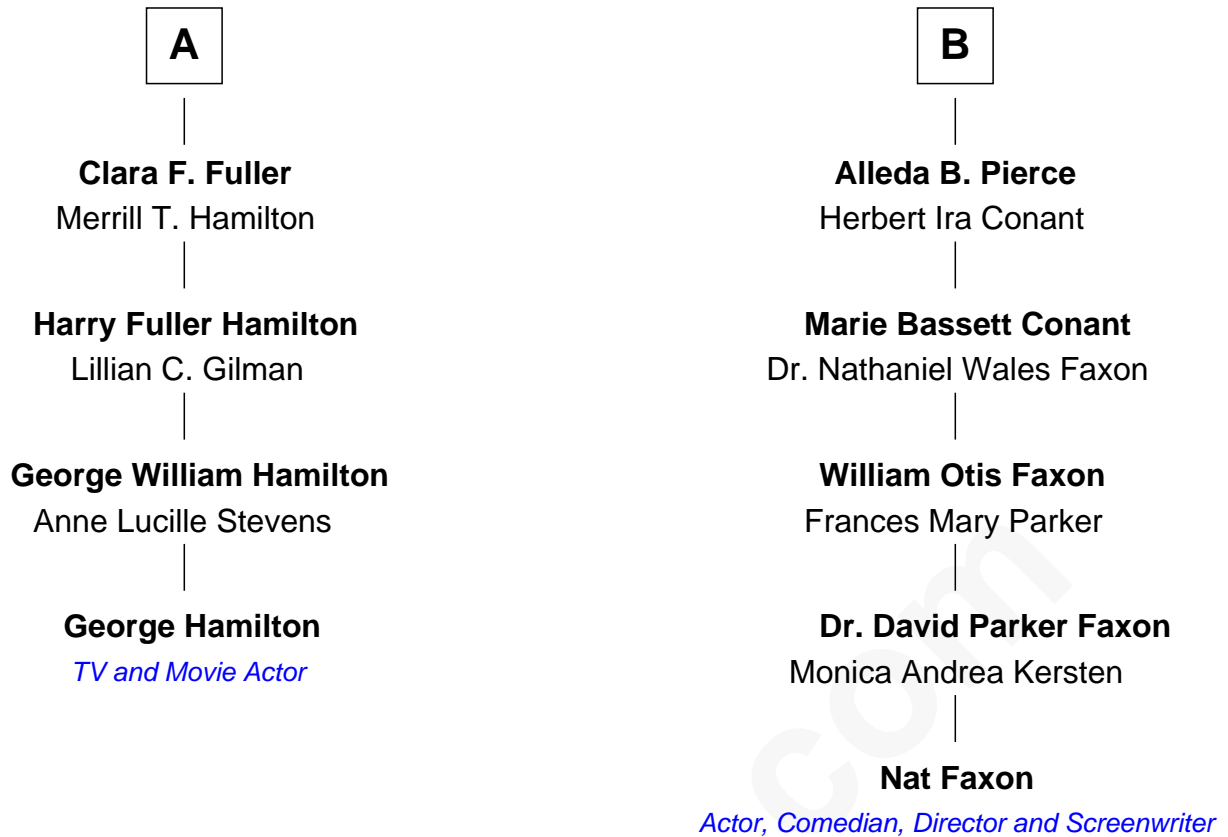 A
Clara F. Fuller
Merrill T. Hamilton
Harry Fuller Hamilton
Lillian C. Gilman
George William Hamilton
Anne Lucille Stevens
George Hamilton
TV and Movie Actor
B
Alleda B. Pierce
Herbert Ira Conant
Marie Bassett Conant
Dr. Nathaniel Wales Faxon
William Otis Faxon
Frances Mary Parker
Dr. David Parker Faxon
Monica Andrea Kersten
Nat Faxon
Actor, Comedian, Director and Screenwriter
com